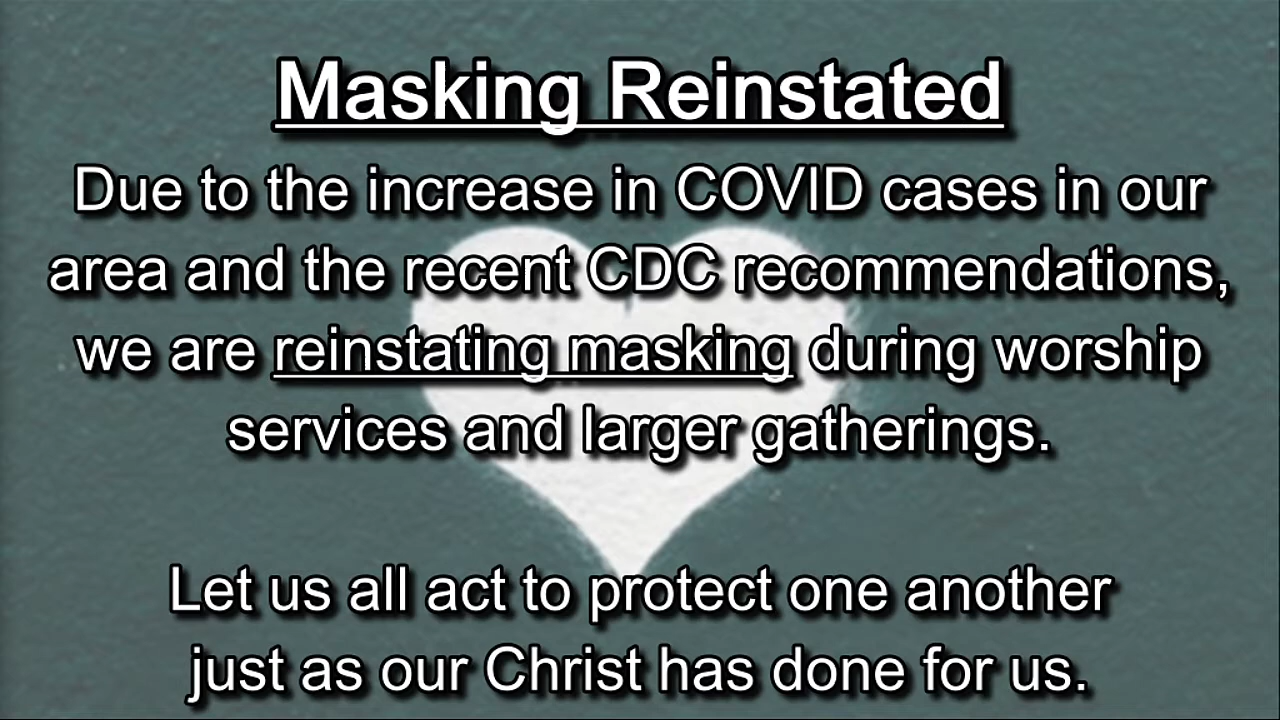 Masking Reinstated
Due to the increase in COVID cases in our
area and the recent CDC recommendations,
we are reinstating masking during worship
services and larger gatherings.
Let us all act to protect one another
just as our Christ has done for us.